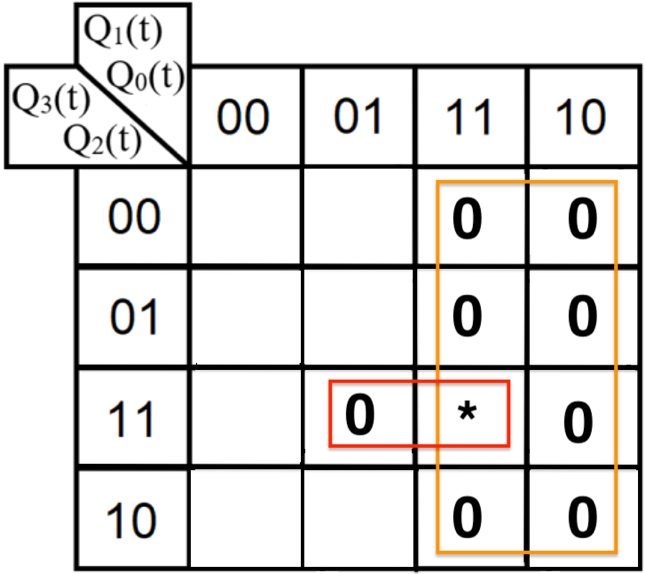 Q₁(t)
Q₀(t)
Q₃(t)
Q₂(t)
00 01 11 10
00 0 0
01 0 0
11 0 * 0
10 0 0